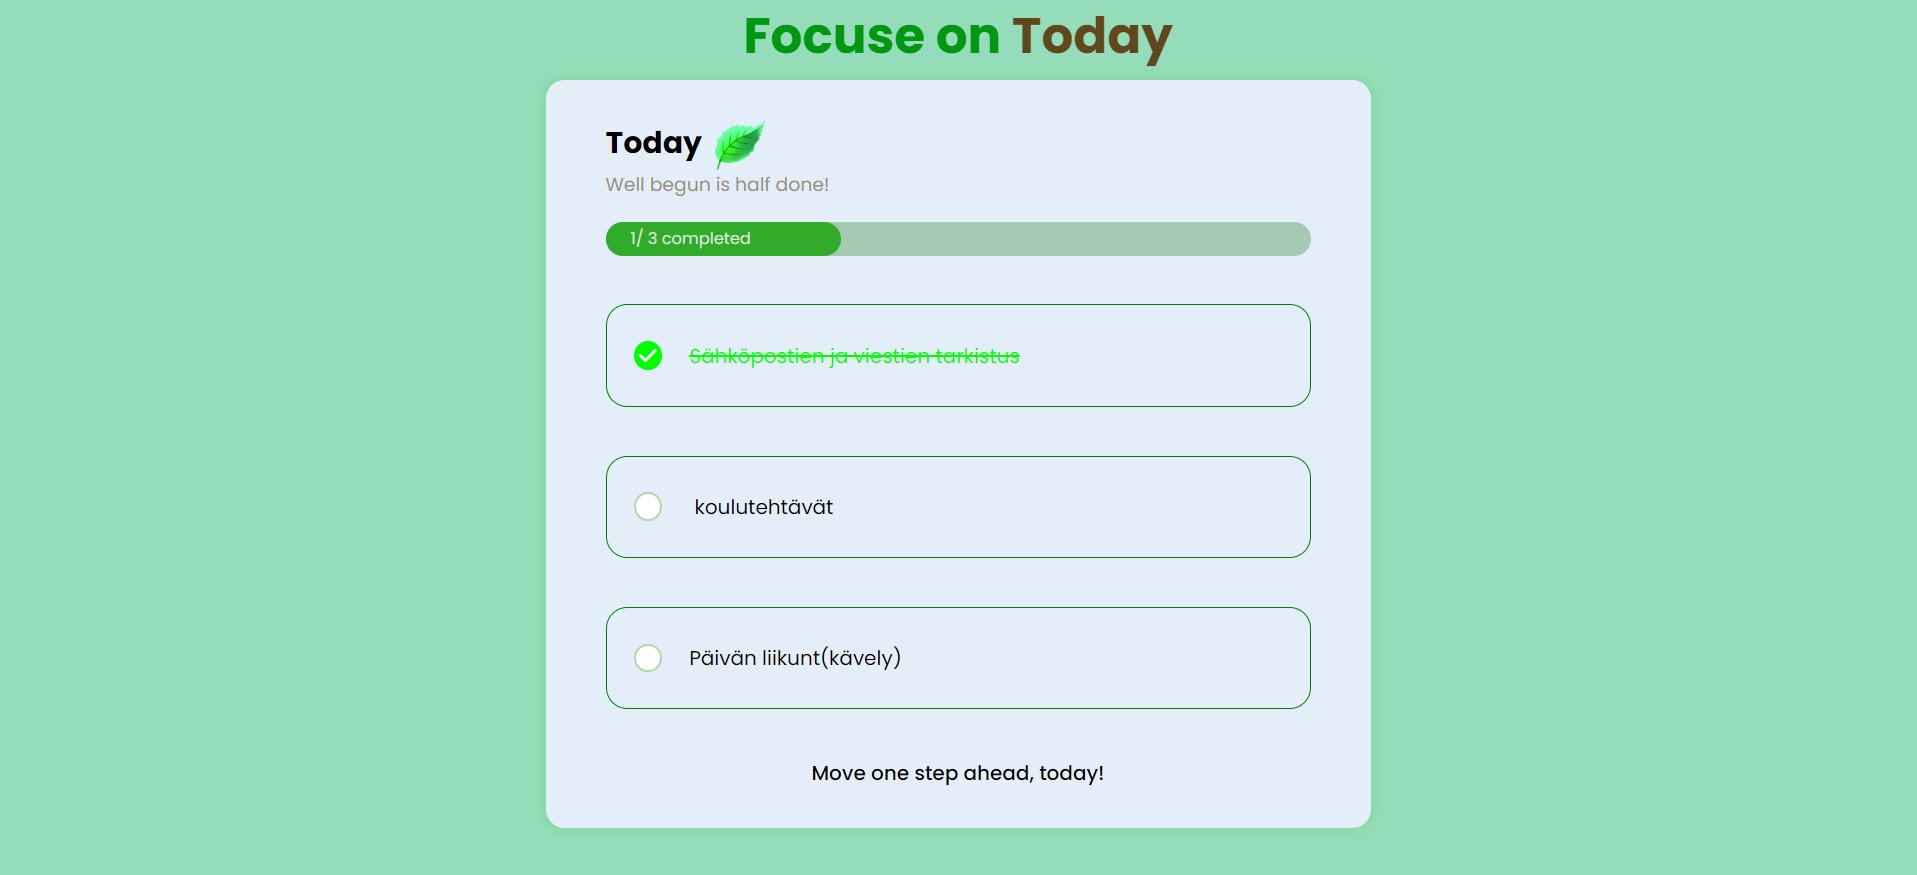 Focuse on Today
Today
Well begun is half done!
1/ 3 completed
Sähköpostien ja viestien tarkistus
koulutehtävät
Päivän liikunt(kävely)
Move one step ahead, today!